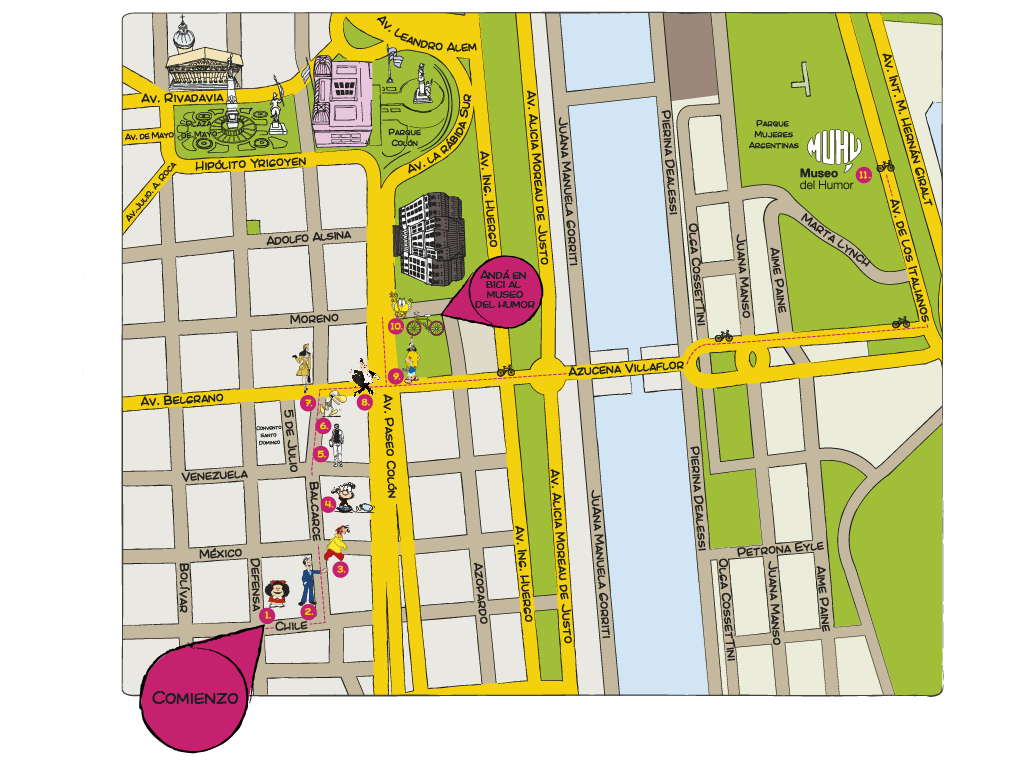 Av. Leandro Alem
Av. Rivadavia
Plaza
de Mayo
Av. de Mayo
Parque
Colón
Av. La Rábida Sur
Hipólito Yrigoyen
Av. Julio. A. Roca
Adolfo Alsina
Moreno
Av. Ing. Huergo
Av. Alicia Moreau de Justo
Juana Manuela Gorriti
Pierina Dealessi
Parque
Mujeres
Argentinas
MUHU
Museo
del Humor
11.
Av. Int. M. Hernán Giralt
Av. de los Italianos
Marta Lynch
Olga Cossettini
Juana Manso
Aime Paine
Andá en
bici al
Museo
del Humor
10.
9.
8.
7.
6.
5.
4.
3.
2.
1.
Av. Belgrano
Azucena Villaflor
Av. Paseo Colón
5 de Julio
Convento
Santo
Domingo
Venezuela
Balcarce
México
Bolívar
Defensa
Chile
Azopardo
Av. Ing. Huergo
Av. Alicia Moreau de Justo
Juana Manuela Gorriti
Pierina Dealessi
Petrona Eyle
Olga Cossettini
Juana Manso
Aime Paine
Comienzo